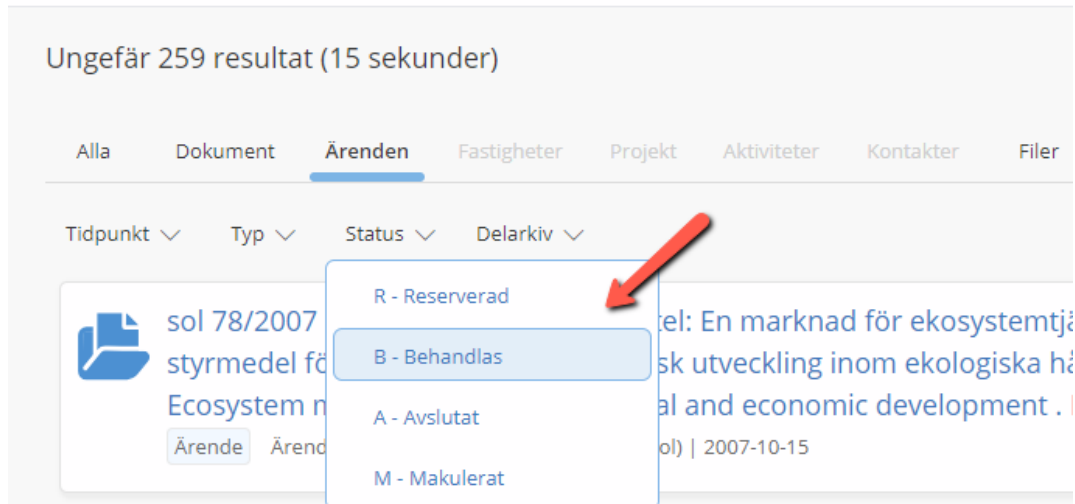 Ungefär 259 resultat (15 sekunder)
Alla Dokument Ärenden Fastigheter Projekt Aktiviteter Kontakter Filer
Tidpunkt Typ Status Delarkiv
R - Reserverad
B - Behandlas
A - Avslutat
M - Makulerat
sol 78/2007 tel: En marknad för ekosystemtjä
styrmedel fö sk utveckling inom ekologiska hå
Ecosystem m al and economic development .
Ärende Ärend ol) | 2007-10-15